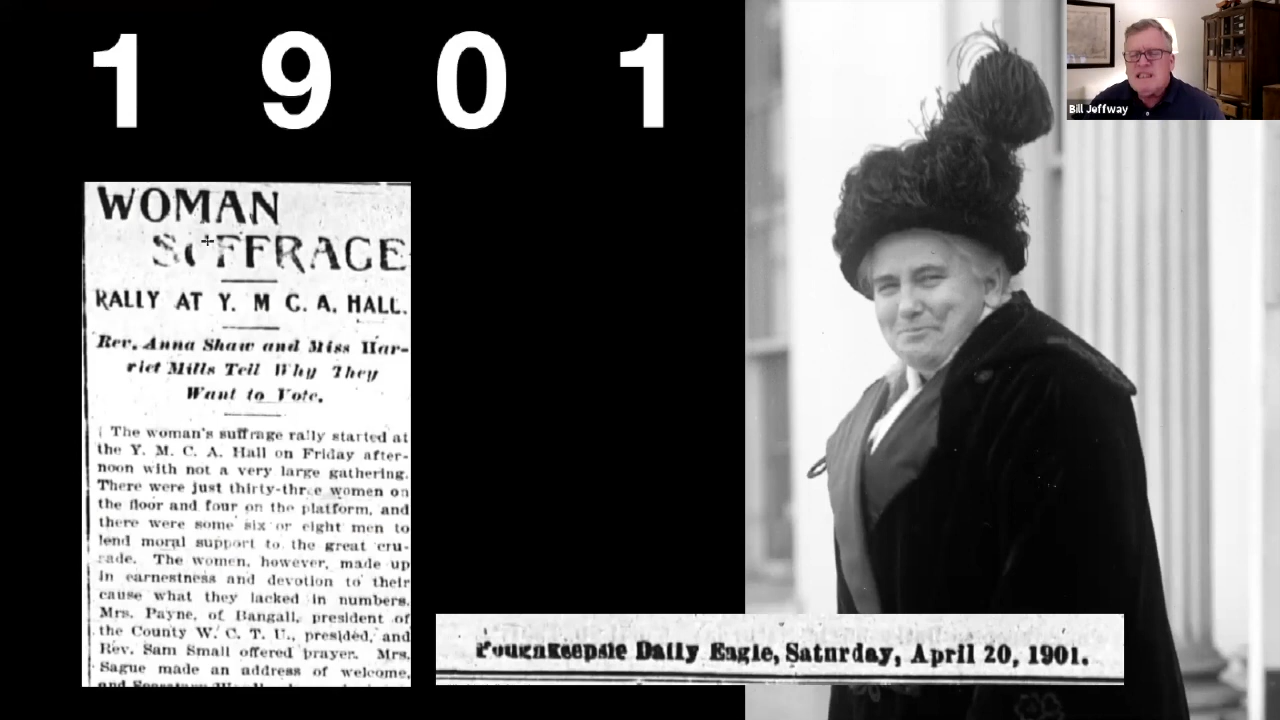 1 9 0 1
Bill Jeffway
WOMAN
SUFFRAGE
RALLY AT Y. M C. A. HALL.
Rev. Anna Shaw and Miss Har-
riet Mills Tell Why They
Want to Vote.
The woman's suffrage rally started at
the Y. M. C. A. Hall on Friday after-
noon with not a very large gathering.
There were just thirty-three women on
the floor and four on the platform, and
there were some six or eight men to
lend moral support to the great cru-
sade. The women, however, made up
in earnestness and devotion to their
cause what they lacked in numbers.
Mrs. Payne, of Bangall, president of
the County W. C. T. U., presided, and
Rev. Sam Small offered prayer. Mrs.
Sague made an address of welcome,
and
Poughkeepsie Daily Eagle, Saturday, April 20, 1901.